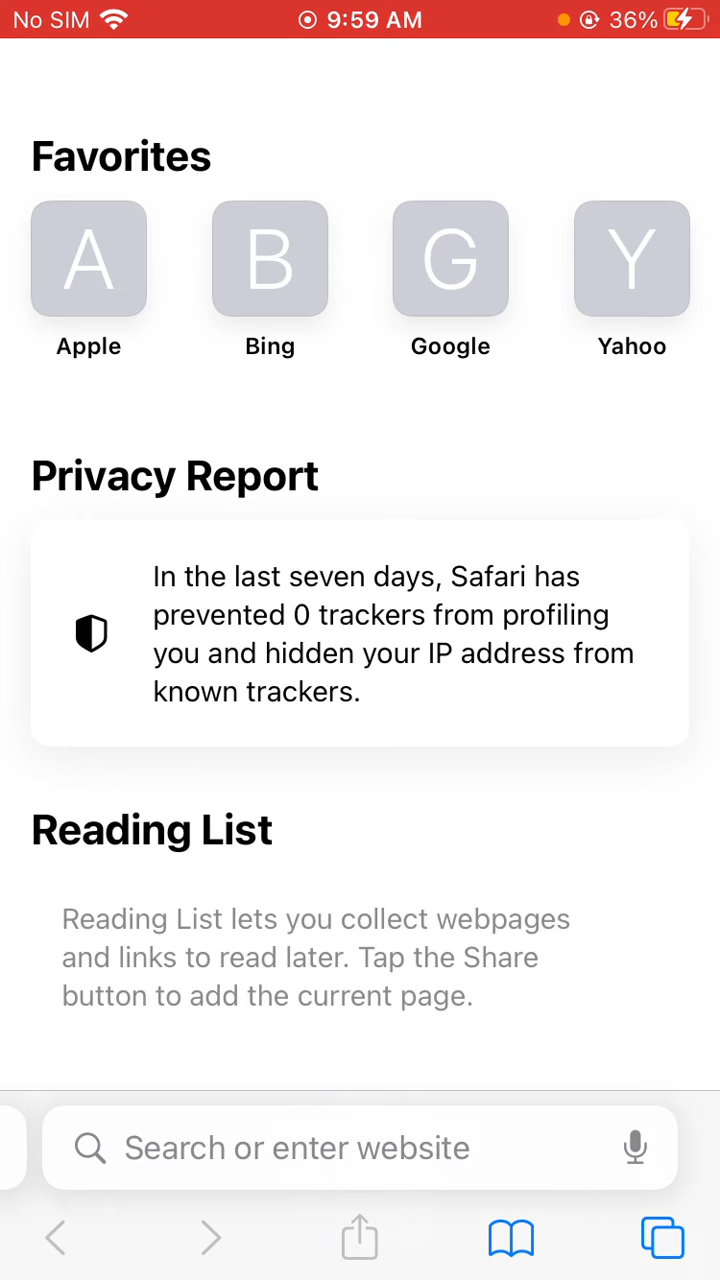 No SIM 9:59 AM 36%
Favorites
A B G Y
Apple Bing Google Yahoo
Privacy Report
In the last seven days, Safari has
prevented 0 trackers from profiling
you and hidden your IP address from
known trackers.
Reading List
Reading List lets you collect webpages
and links to read later. Tap the Share
button to add the current page.
Search or enter website